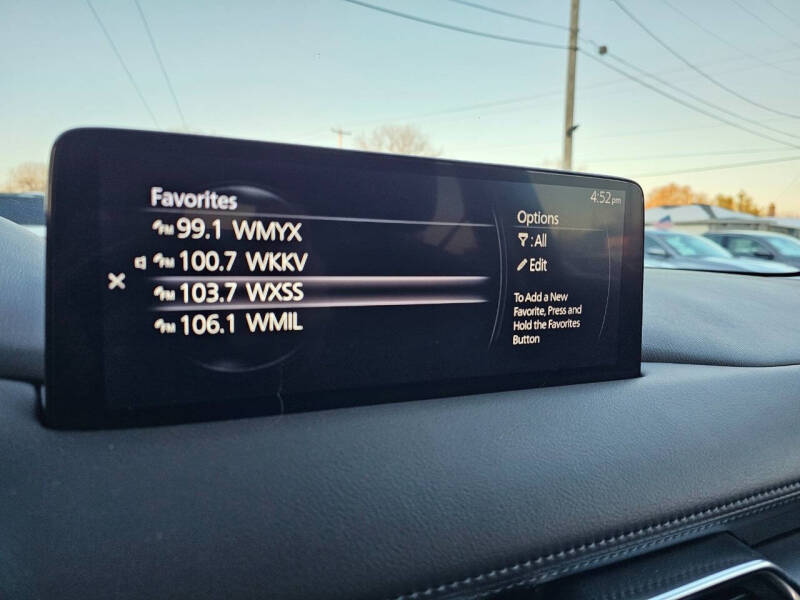 4:52 pm
Favorites
FM 99.1 WMYX
FM 100.7 WKKV
FM 103.7 WXSS
FM 106.1 WMIL
Options
: All
Edit
To Add a New
Favorite, Press and
Hold the Favorites
Button